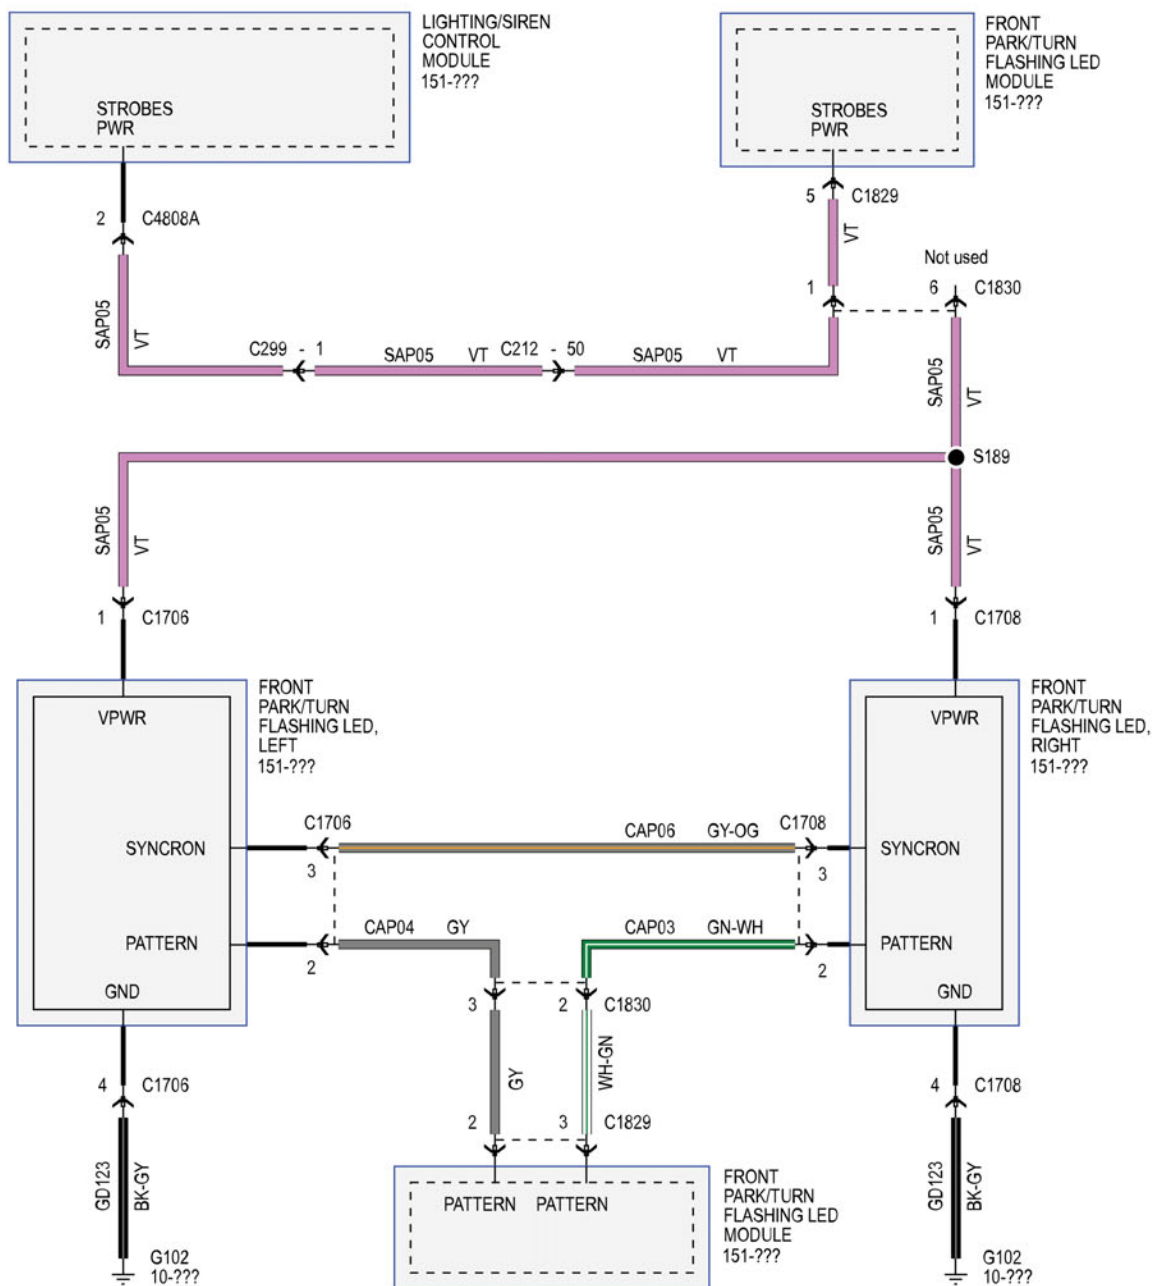 LIGHTING/SIREN
CONTROL
MODULE
151-???
STROBES
PWR
FRONT
PARK/TURN
FLASHING LED
MODULE
151-???
STROBES
PWR
2 C4808A
5 C1829
VT
Not used
1
6 C1830
SAP05
VT
C299 - 1
SAP05 VT
C212 - 50
SAP05 VT
SAP05
VT
S189
SAP05
VT
SAP05
VT
1 C1706
1 C1708
FRONT
PARK/TURN
FLASHING LED,
LEFT
151-???
VPWR
FRONT
PARK/TURN
FLASHING LED,
RIGHT
151-???
VPWR
C1706
CAP06 GY-OG
C1708
SYNCRON
3
3
SYNCRON
PATTERN
2
CAP04 GY
CAP03 GN-WH
2
PATTERN
GND
GND
3
2 C1830
GY
WH-GN
4 C1706
4 C1708
2
3 C1829
GD123
BK-GY
GD123
BK-GY
PATTERN PATTERN
FRONT
PARK/TURN
FLASHING LED
MODULE
151-???
G102
10-???
G102
10-???